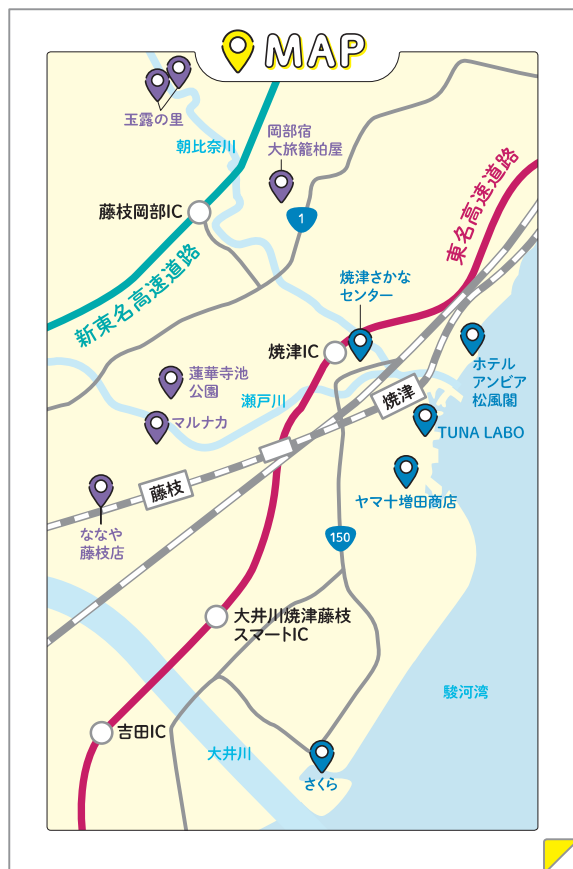 MAP
玉露の里
朝比奈川
岡部宿
大旅籠柏屋
藤枝岡部IC
1
東名高速道路
新東名高速道路
焼津さかな
センター
焼津IC
蓮華寺池
公園
瀬戸川
ホテル
アンビア
松風閣
焼津
マルナカ
TUNA LABO
藤枝
ヤマ十増田商店
ななや
藤枝店
150
大井川焼津藤枝
スマートIC
駿河湾
吉田IC
大井川
さくら